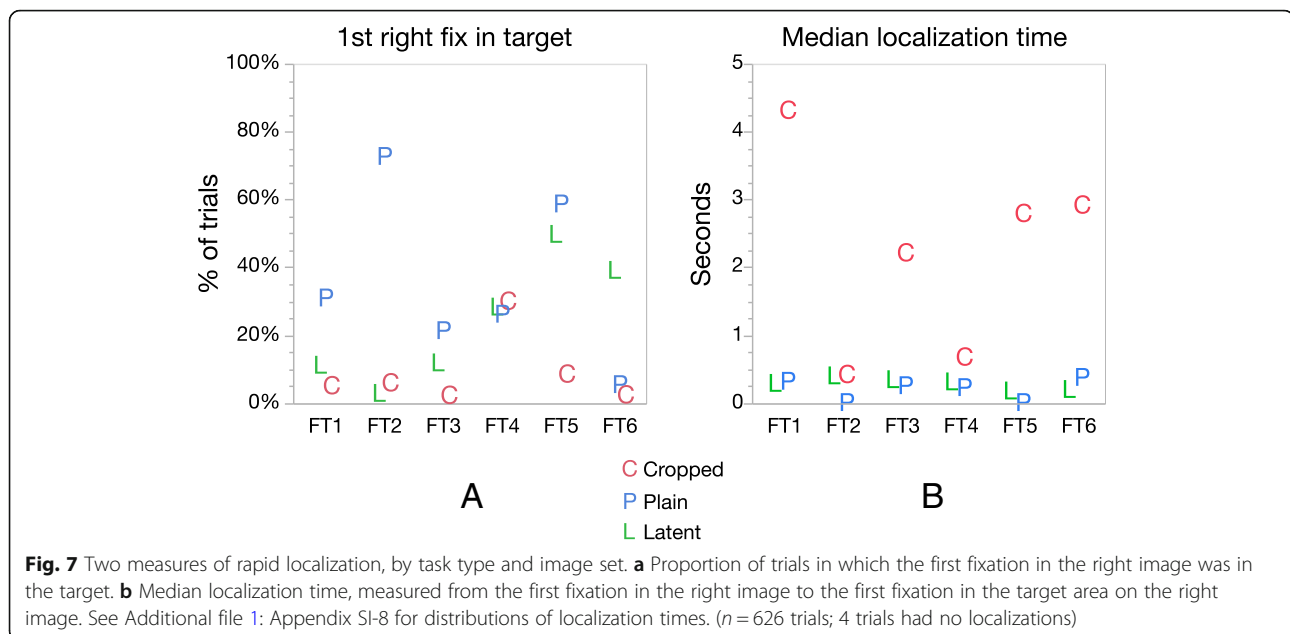 1st right fix in target
100%
80%
60%
40%
20%
0%
% of trials
P
L
C
P
L
C
P
L
C
L
P
C
P
L
C
L
P
C
FT1 FT2 FT3 FT4 FT5 FT6
A
Median localization time
5
4
3
2
1
0
Seconds
C
L
P
L
C
P
C
L
P
C
L
P
C
L
P
C
L
P
FT1 FT2 FT3 FT4 FT5 FT6
B
C Cropped
P Plain
L Latent
Fig. 7 Two measures of rapid localization, by task type and image set. a Proportion of trials in which the first fixation in the right image was in
the target. b Median localization time, measured from the first fixation in the right image to the first fixation in the target area on the right
image. See Additional file 1: Appendix SI-8 for distributions of localization times. (n = 626 trials; 4 trials had no localizations)